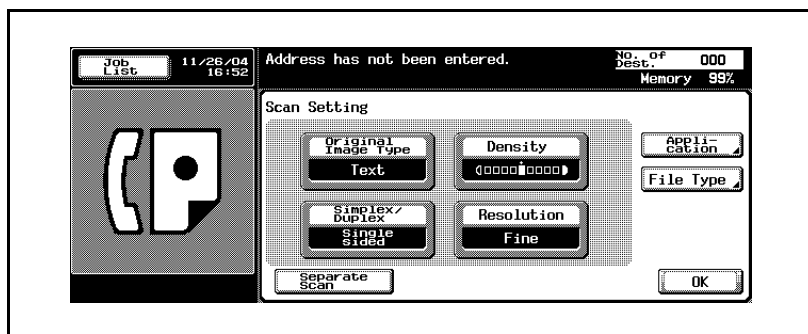 Job
List
11/26/04
16:52
Address has not been entered.
No. of
Dest.
000
Memory 99%
Scan Setting
Original
Image Type
Text
Density
Appli-
cation
File Type
Simplex/
Duplex
Single
Sided
Resolution
Fine
Separate
Scan
OK